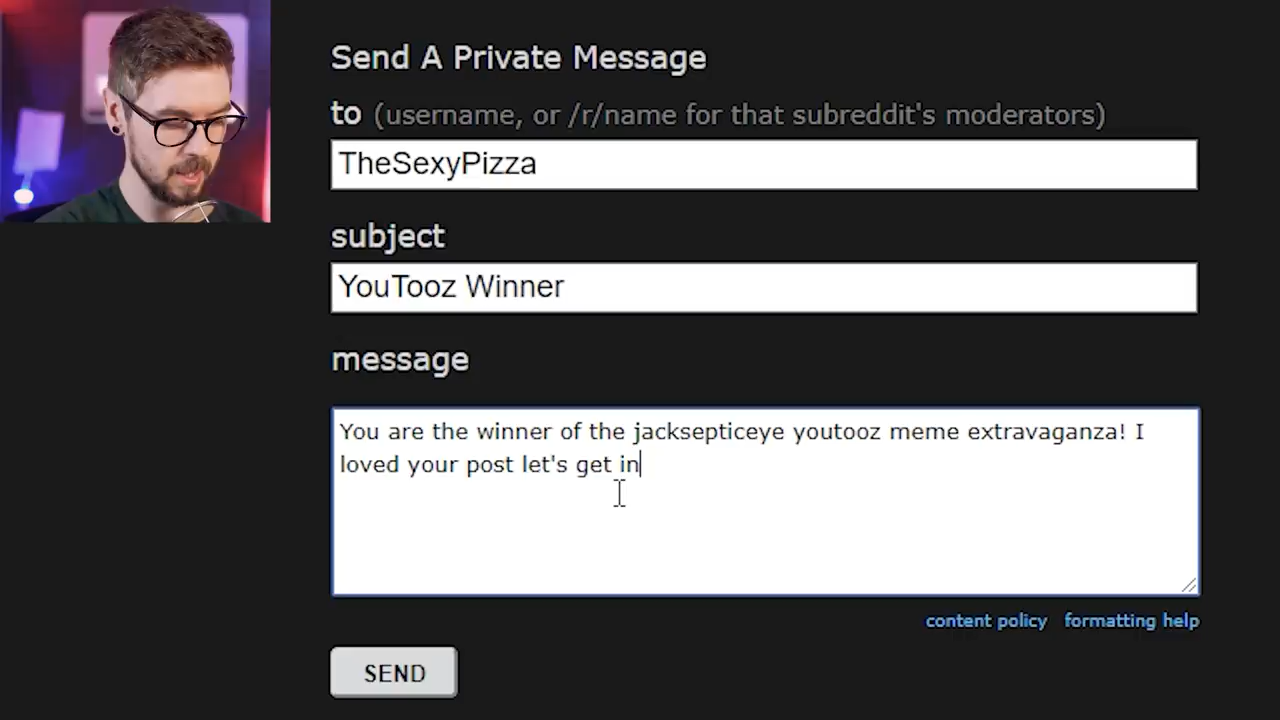 Send A Private Message
to (username, or /r/name for that subreddit's moderators)
TheSexyPizza
subject
YouTooz Winner
message
You are the winner of the jacksepticeye youtooz meme extravaganza! I
loved your post let's get in
content policy formatting help
SEND